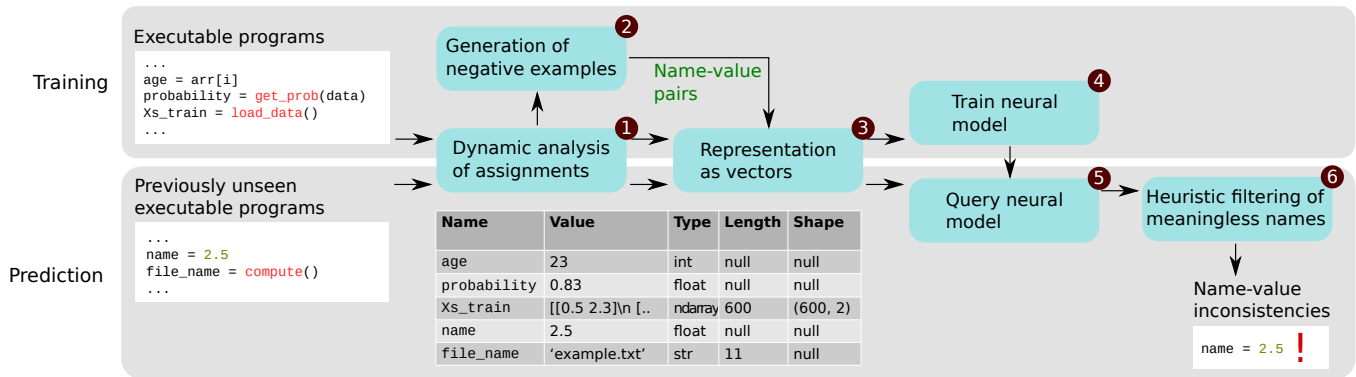 Training
Executable programs
...
age = arr[i]
probability = get_prob(data)
Xs_train = load_data()
...
2
Generation of
negative examples
Name-value
pairs
1
Dynamic analysis
of assignments
3
Representation
as vectors
4
Train neural
model
Prediction
Previously unseen
executable programs
...
name = 2.5
file_name = compute()
...
Name Value Type Length Shape
age 23 int null null
probability 0.83 float null null
Xs_train [[0.5 2.3]\n [.. ndarray 600 (600, 2)
name 2.5 float null null
file_name ‘example.txt’ str 11 null
5
Query neural
model
6
Heuristic filtering of
meaningless names
Name-value
inconsistencies
name = 2.5 !